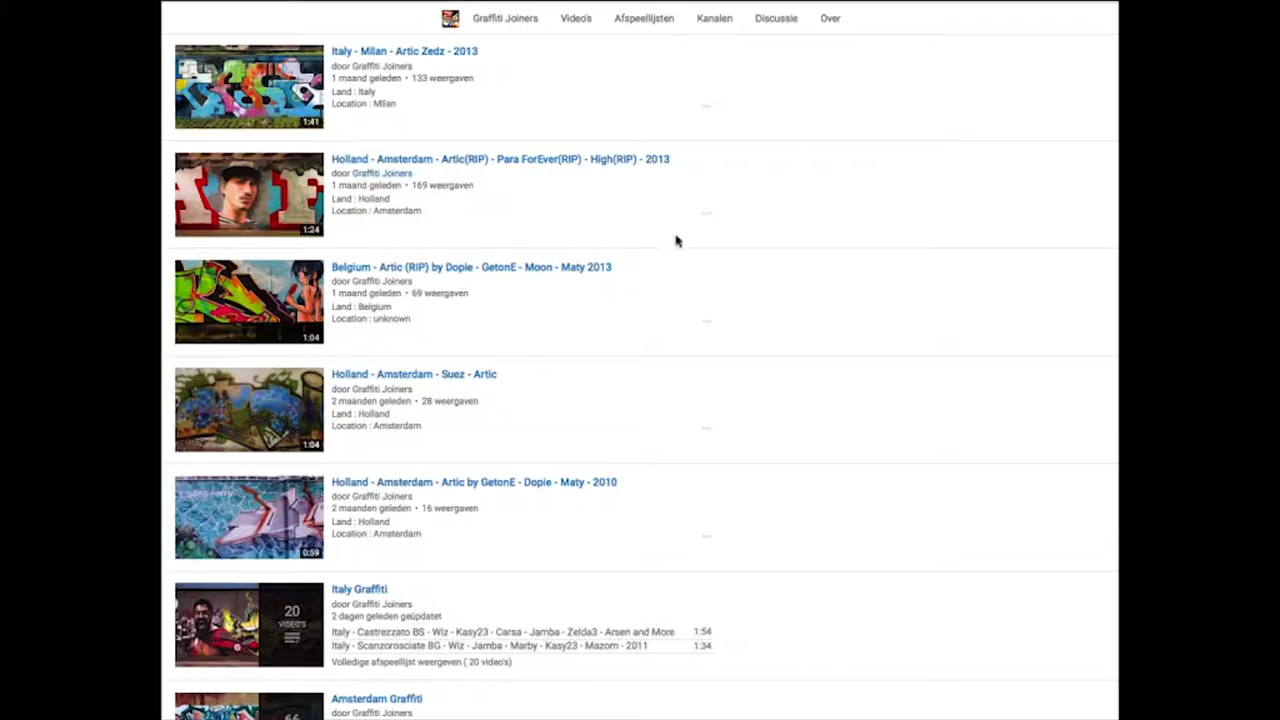 Graffiti Joiners Video's Afspeellijsten Kanalen Discussie Over
Italy - Milan - Artic Zedz - 2013
door Graffiti Joiners
1 maand geleden • 133 weergaven
Land : Italy
Location : Milan
1:41
Holland - Amsterdam - Artic(RIP) - Para ForEver(RIP) - High(RIP) - 2013
door Graffiti Joiners
1 maand geleden • 169 weergaven
Land : Holland
Location : Amsterdam
1:24
Belgium - Artic (RIP) by Dopie - GetonE - Moon - Maty 2013
door Graffiti Joiners
1 maand geleden • 69 weergaven
Land : Belgium
Location : unknown
1:04
Holland - Amsterdam - Suez - Artic
door Graffiti Joiners
2 maanden geleden • 28 weergaven
Land : Holland
Location : Amsterdam
1:04
Holland - Amsterdam - Artic by GetonE - Dopie - Maty - 2010
door Graffiti Joiners
2 maanden geleden • 16 weergaven
Land : Holland
Location : Amsterdam
0:59
Italy Graffiti
door Graffiti Joiners
2 dagen geleden geüpdatet
20
VIDEO'S
Italy - Castrezzato BS - Wiz - Kasy23 - Carsa - Jamba - Zelda3 - Arsen and More 1:54
Italy - Scanzorosciate BG - Wiz - Jamba - Marby - Kasy23 - Mazom - 2011 1:34
Volledige afspeellijst weergeven ( 20 video's)
Amsterdam Graffiti
door Graffiti Joiners
66